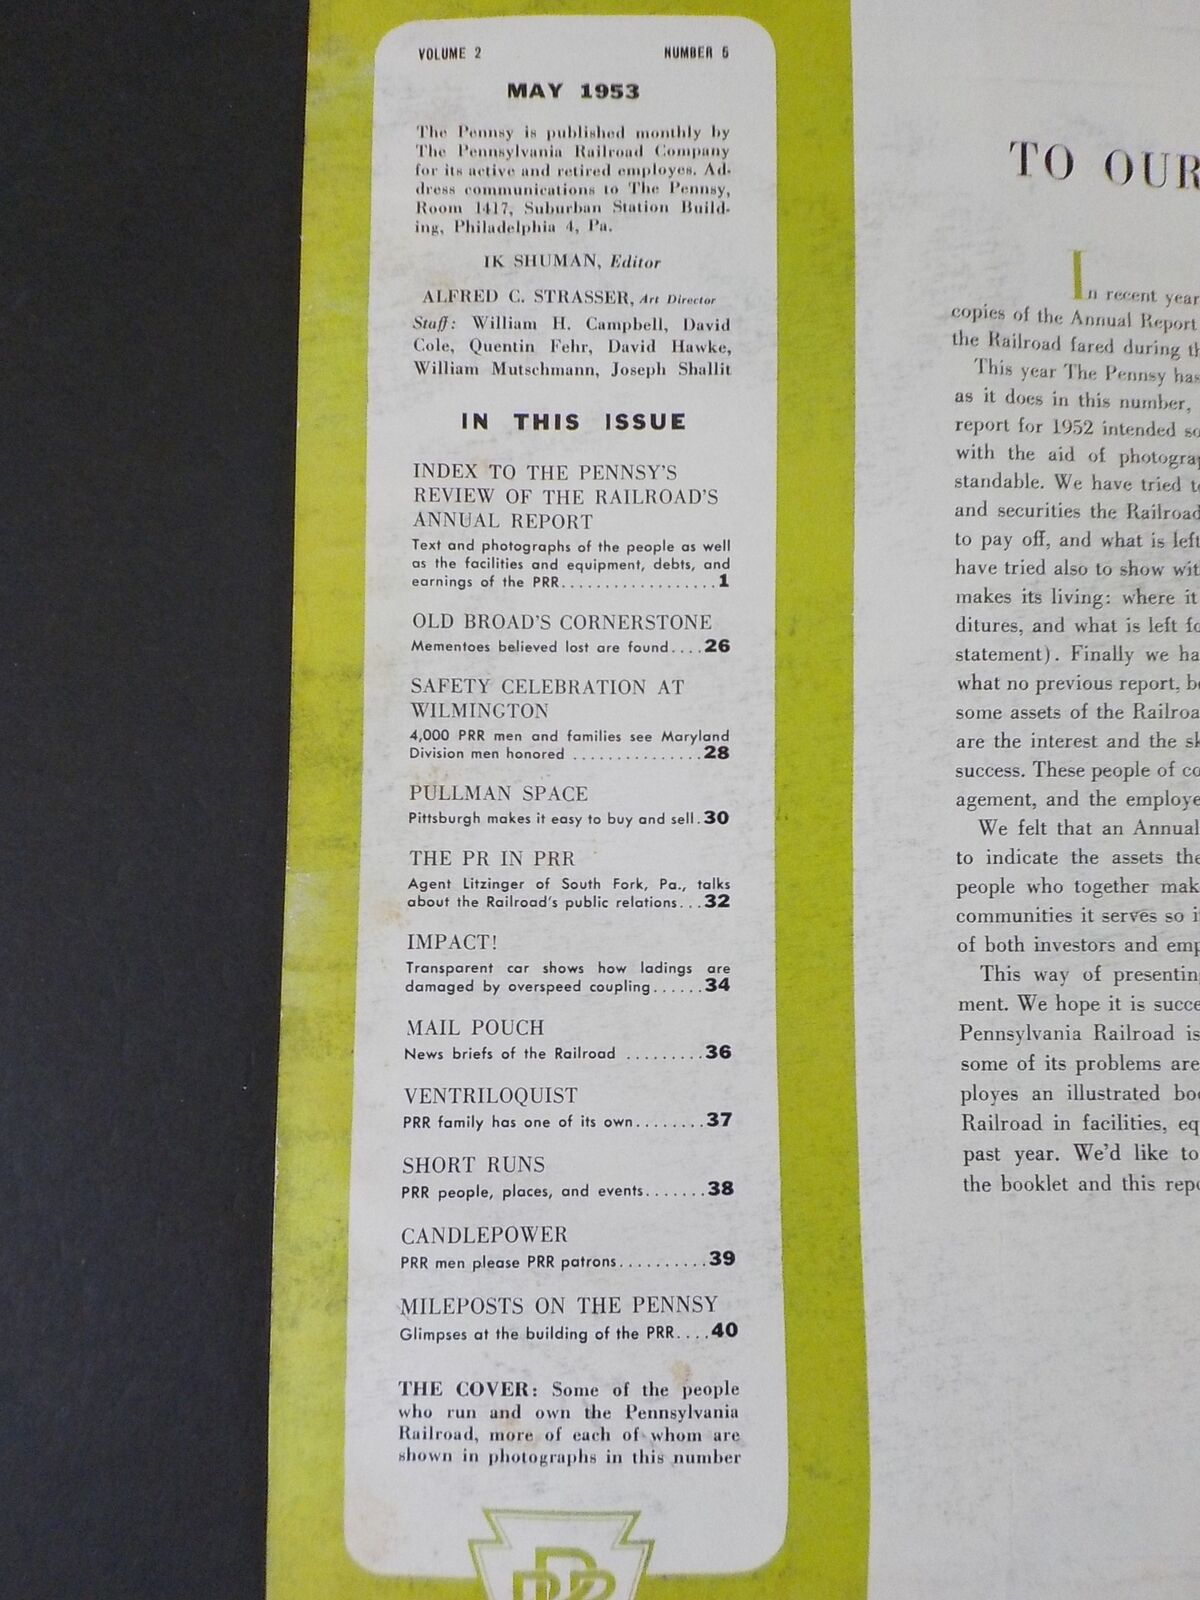 VOLUME 2 NUMBER 5
MAY 1953
The Pennsy is published monthly by
The Pennsylvania Railroad Company
for its active and retired employes. Ad-
dress communications to The Pennsy,
Room 1417, Suburban Station Build-
ing, Philadelphia 4, Pa.
IK SHUMAN, Editor
ALFRED C. STRASSER, Art Director
Staff: William H. Campbell, David
Cole, Quentin Fehr, David Hawke,
William Mutschmann, Joseph Shallit
IN THIS ISSUE
INDEX TO THE PENNSY'S
REVIEW OF THE RAILROAD'S
ANNUAL REPORT
Text and photographs of the people as well
as the facilities and equipment, debts, and
earnings of the PRR..................1
OLD BROAD'S CORNERSTONE
Mementoes believed lost are found....26
SAFETY CELEBRATION AT
WILMINGTON
4,000 PRR men and families see Maryland
Division men honored ...............28
PULLMAN SPACE
Pittsburgh makes it easy to buy and sell.30
THE PR IN PRR
Agent Litzinger of South Fork, Pa., talks
about the Railroad's public relations...32
IMPACT!
Transparent car shows how ladings are
damaged by overspeed coupling......34
MAIL POUCH
News briefs of the Railroad .........36
VENTRILOQUIST
PRR family has one of its own........37
SHORT RUNS
PRR people, places, and events.......38
CANDLEPOWER
PRR men please PRR patrons..........39
MILEPOSTS ON THE PENNSY
Glimpses at the building of the PRR....40
THE COVER: Some of the people
who run and own the Pennsylvania
Railroad, more of each of whom are
shown in photographs in this number
PRR
TO OUR
In recent year
copies of the Annual Report
the Railroad fared during th
This year The Pennsy has
as it does in this number,
report for 1952 intended so
with the aid of photogra
standable. We have tried to
and securities the Railroad
to pay off, and what is left
have tried also to show wit
makes its living: where it
ditures, and what is left fo
statement). Finally we ha
what no previous report, be
some assets of the Railroa
are the interest and the sk
success. These people of co
agement, and the employe
We felt that an Annual
to indicate the assets the
people who together mak
communities it serves so i
of both investors and emp
This way of presenting
ment. We hope it is succe
Pennsylvania Railroad is
some of its problems are
ployes an illustrated boo
Railroad in facilities, eq
past year. We'd like to
the booklet and this repo